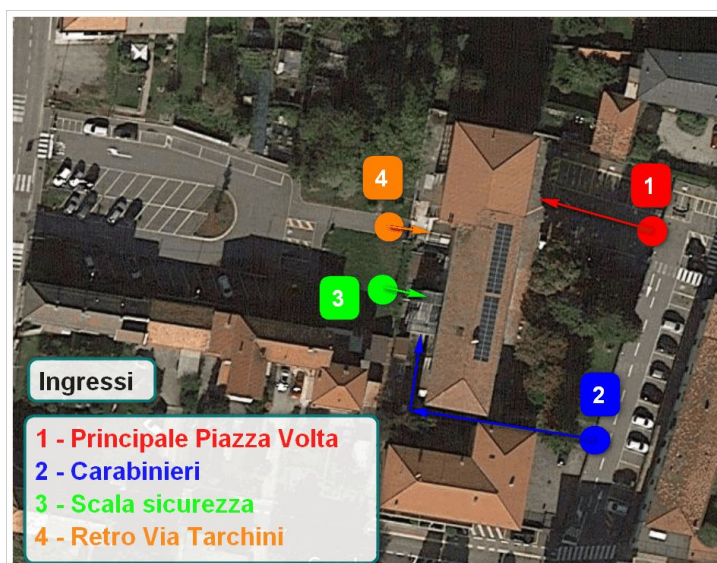 4
1
3
2
Ingressi
1 - Principale Piazza Volta
2 - Carabinieri
3 - Scala sicurezza
4 - Retro Via Tarchini